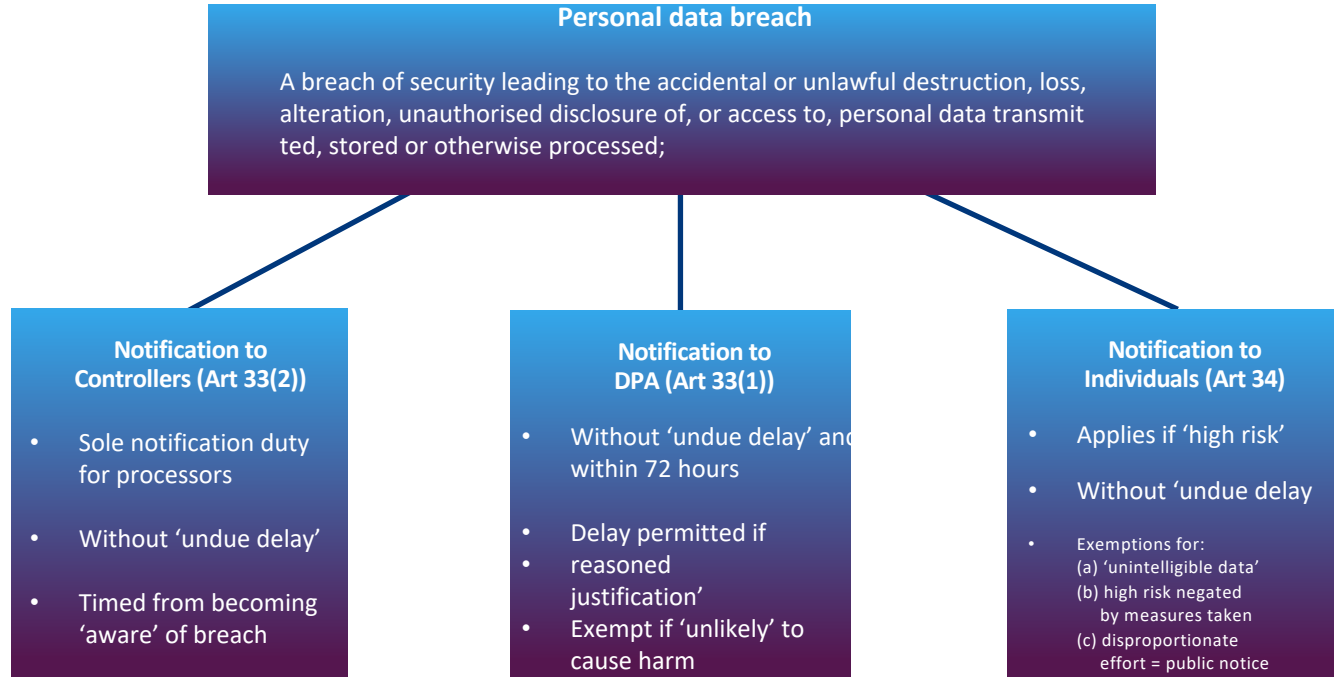 Personal data breach
A breach of security leading to the accidental or unlawful destruction, loss,
alteration, unauthorised disclosure of, or access to, personal data transmit
ted, stored or otherwise processed;
Notification to
Controllers (Art 33(2))
• Sole notification duty
for processors
• Without ‘undue delay’
• Timed from becoming
‘aware’ of breach
Notification to
DPA (Art 33(1))
• Without ‘undue delay’ and
within 72 hours
• Delay permitted if
• reasoned
justification’
• Exempt if ‘unlikely’ to
cause harm
Notification to
Individuals (Art 34)
• Applies if ‘high risk’
• Without ‘undue delay
• Exemptions for:
(a) ‘unintelligible data’
(b) high risk negated
by measures taken
(c) disproportionate
effort = public notice